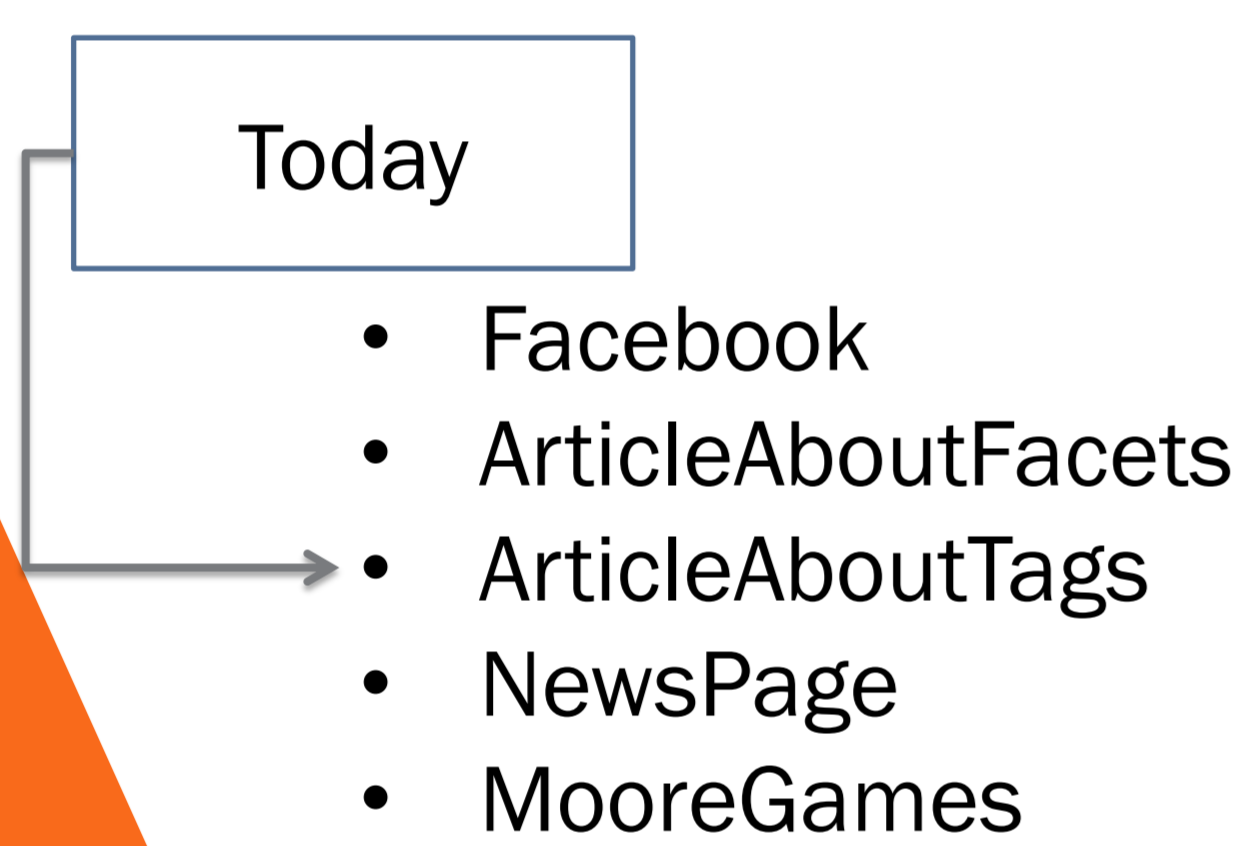 Today
• Facebook
• ArticleAboutFacets
• ArticleAboutTags
• NewsPage
• MooreGames